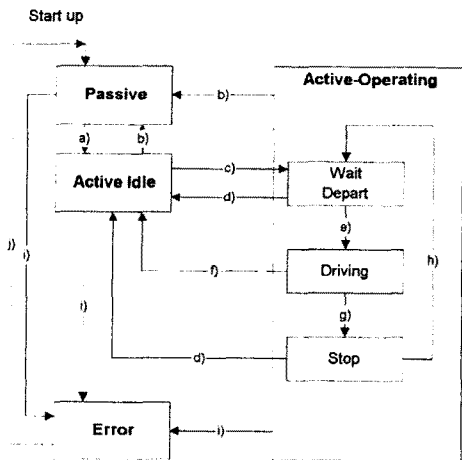 Start up
Active-Operating
Passive
b)
a)
b)
Active Idle
c)
Wait
Depart
d)
e)
j)
i)
f)
Driving
h)
i)
g)
d)
Stop
Error
i)